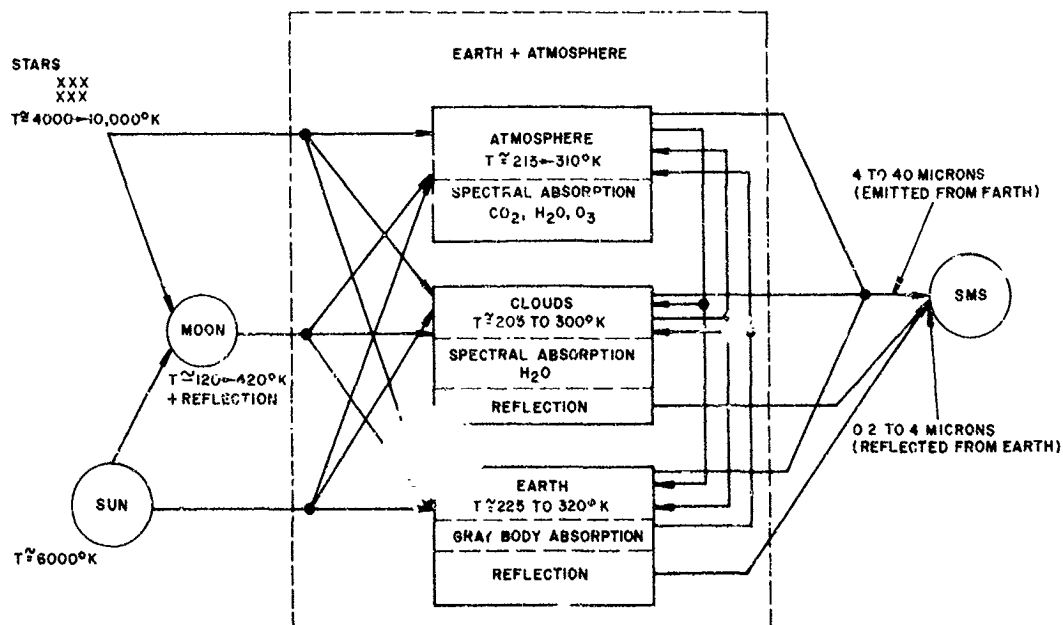 EARTH + ATMOSPHERE
STARS
XXX
XXX
T≅4000–10,000°K
ATMOSPHERE
T≅213–310°K
SPECTRAL ABSORPTION
CO₂, H₂O, O₃
4 TO 40 MICRONS
(EMITTED FROM EARTH)
CLOUDS
T≅205 TO 300°K
SPECTRAL ABSORPTION
H₂O
REFLECTION
SMS
MOON
T≅120–420°K
+ REFLECTION
0.2 TO 4 MICRONS
(REFLECTED FROM EARTH)
SUN
T≅6000°K
EARTH
T≅225 TO 320°K
GRAY BODY ABSORPTION
REFLECTION